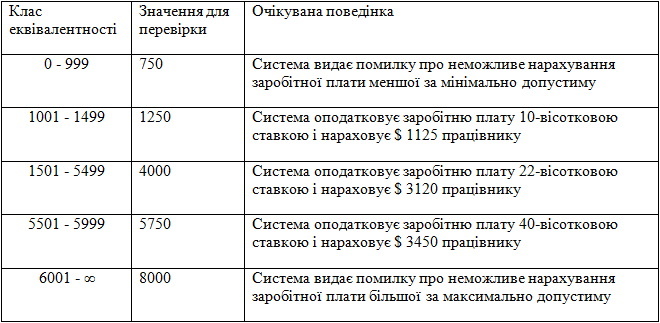 Клас еквівалентності
Значення для перевірки
Очікувана поведінка
0 - 999
750
Система видає помилку про неможливе нарахування
заробітної плати меншої за мінімально допустиму
1001 - 1499
1250
Система оподатковує заробітню плату 10-вісотковою
ставкою і нараховує $ 1125 працівнику
1501 - 5499
4000
Система оподатковує заробітню плату 22-вісотковою
ставкою і нараховує $ 3120 працівнику
5501 - 5999
5750
Система оподатковує заробітню плату 40-вісотковою
ставкою і нараховує $ 3450 працівнику
6001 - ∞
8000
Система видає помилку про неможливе нарахування
заробітної плати більшої за максимально допустиму